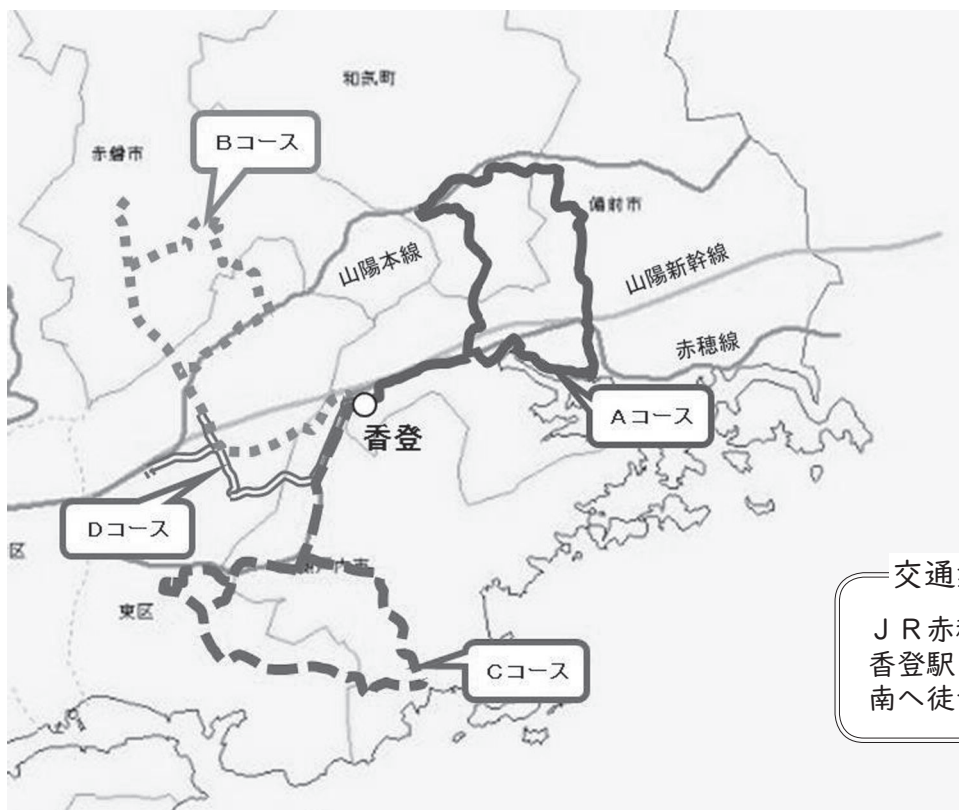 和気町
Bコース
赤磐市
備前市
山陽本線
山陽新幹線
赤穂線
Aコース
香登
Dコース
区
東区
Cコース
交通
ＪＲ赤
香登駅
南へ徒